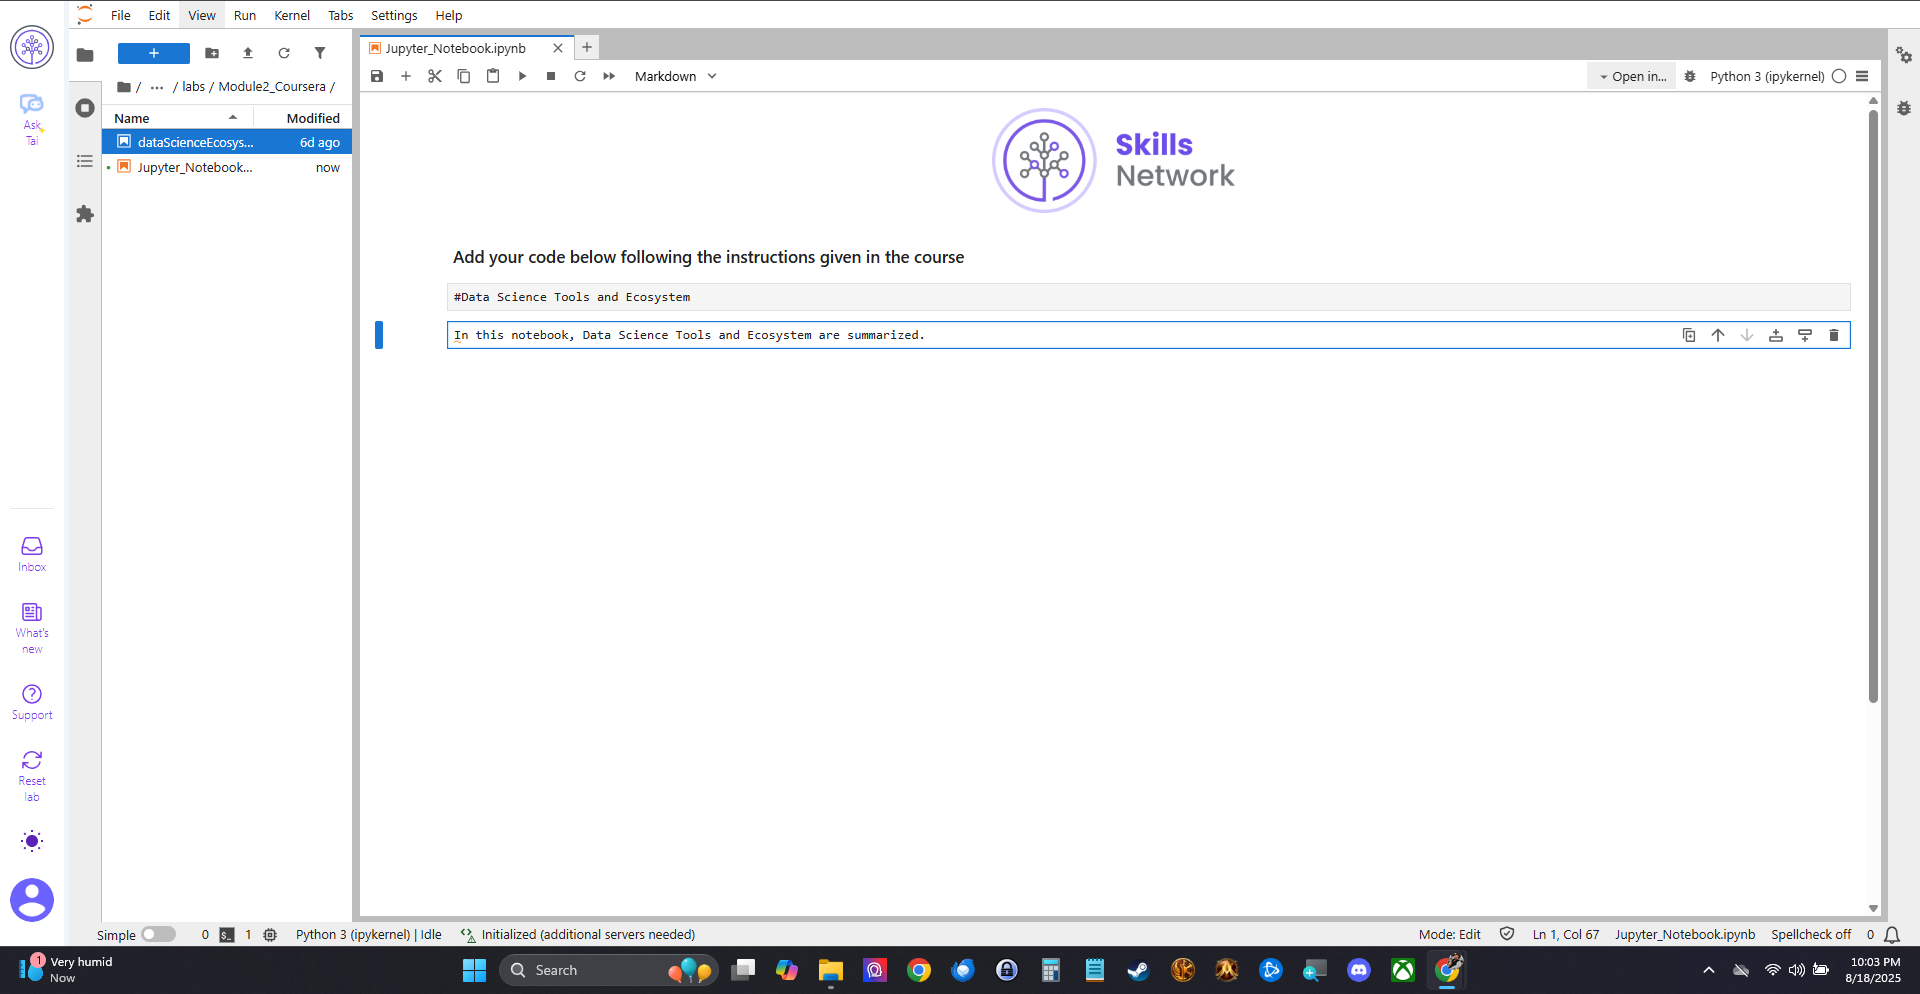 File Edit View Run Kernel Tabs Settings Help
Ask
Tai
Inbox
What's
new
Support
Reset
lab
+
/ ... / labs / Module2_Coursera /
Name Modified
dataScienceEcosys... 6d ago
Jupyter_Notebook... now
Jupyter_Notebook.ipynb
Markdown Open in... Python 3 (ipykernel)
Skills
Network
Add your code below following the instructions given in the course
#Data Science Tools and Ecosystem
In this notebook, Data Science Tools and Ecosystem are summarized.
Simple 0 $_ 1 Python 3 (ipykernel) | Idle Initialized (additional servers needed) Mode: Edit Ln 1, Col 67 Jupyter_Notebook.ipynb Spellcheck off 0
1
Very humid
Now
Search
10:03 PM
8/18/2025